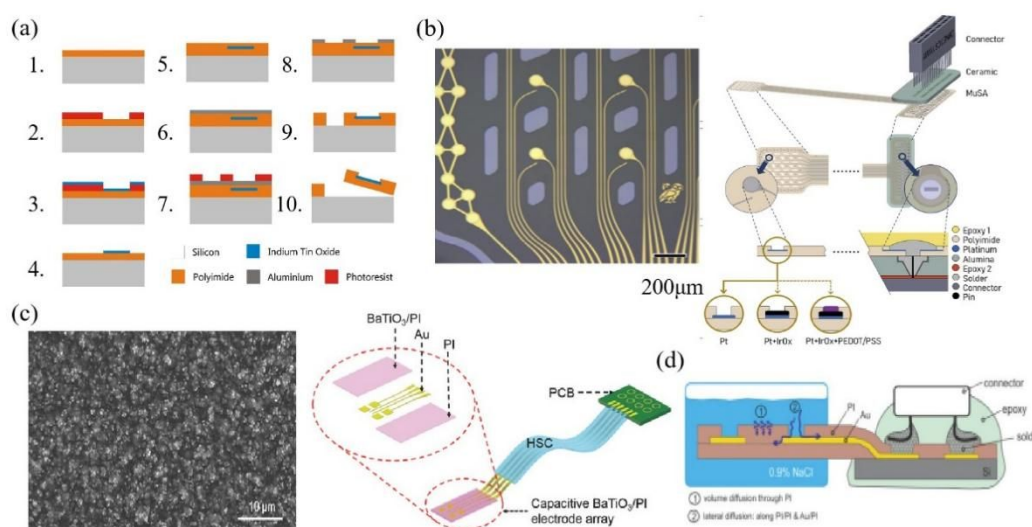 (a)
1.
5.
8.
2.
6.
9.
3.
7.
10.
4.
Silicon
Indium Tin Oxide
Polyimide
Aluminium
Photoresist
(b)
200μm
Connector
Ceramic
MuSA
Epoxy 1
Polyimide
Platinum
Alumina
Epoxy 2
Solder
Connector
Pin
Pt
Pt+IrOx
Pt+IrOx+PEDOT/PSS
(c)
10 μm
BaTiO₃/PI
Au
PI
PCB
HSC
Capacitive BaTiO₃/PI
electrode array
(d)
connector
PI
Au
epoxy
sold
Si
0.9% NaCl
① ②
① volume diffusion through PI
② lateral diffusion: along PI/PI & Au/PI